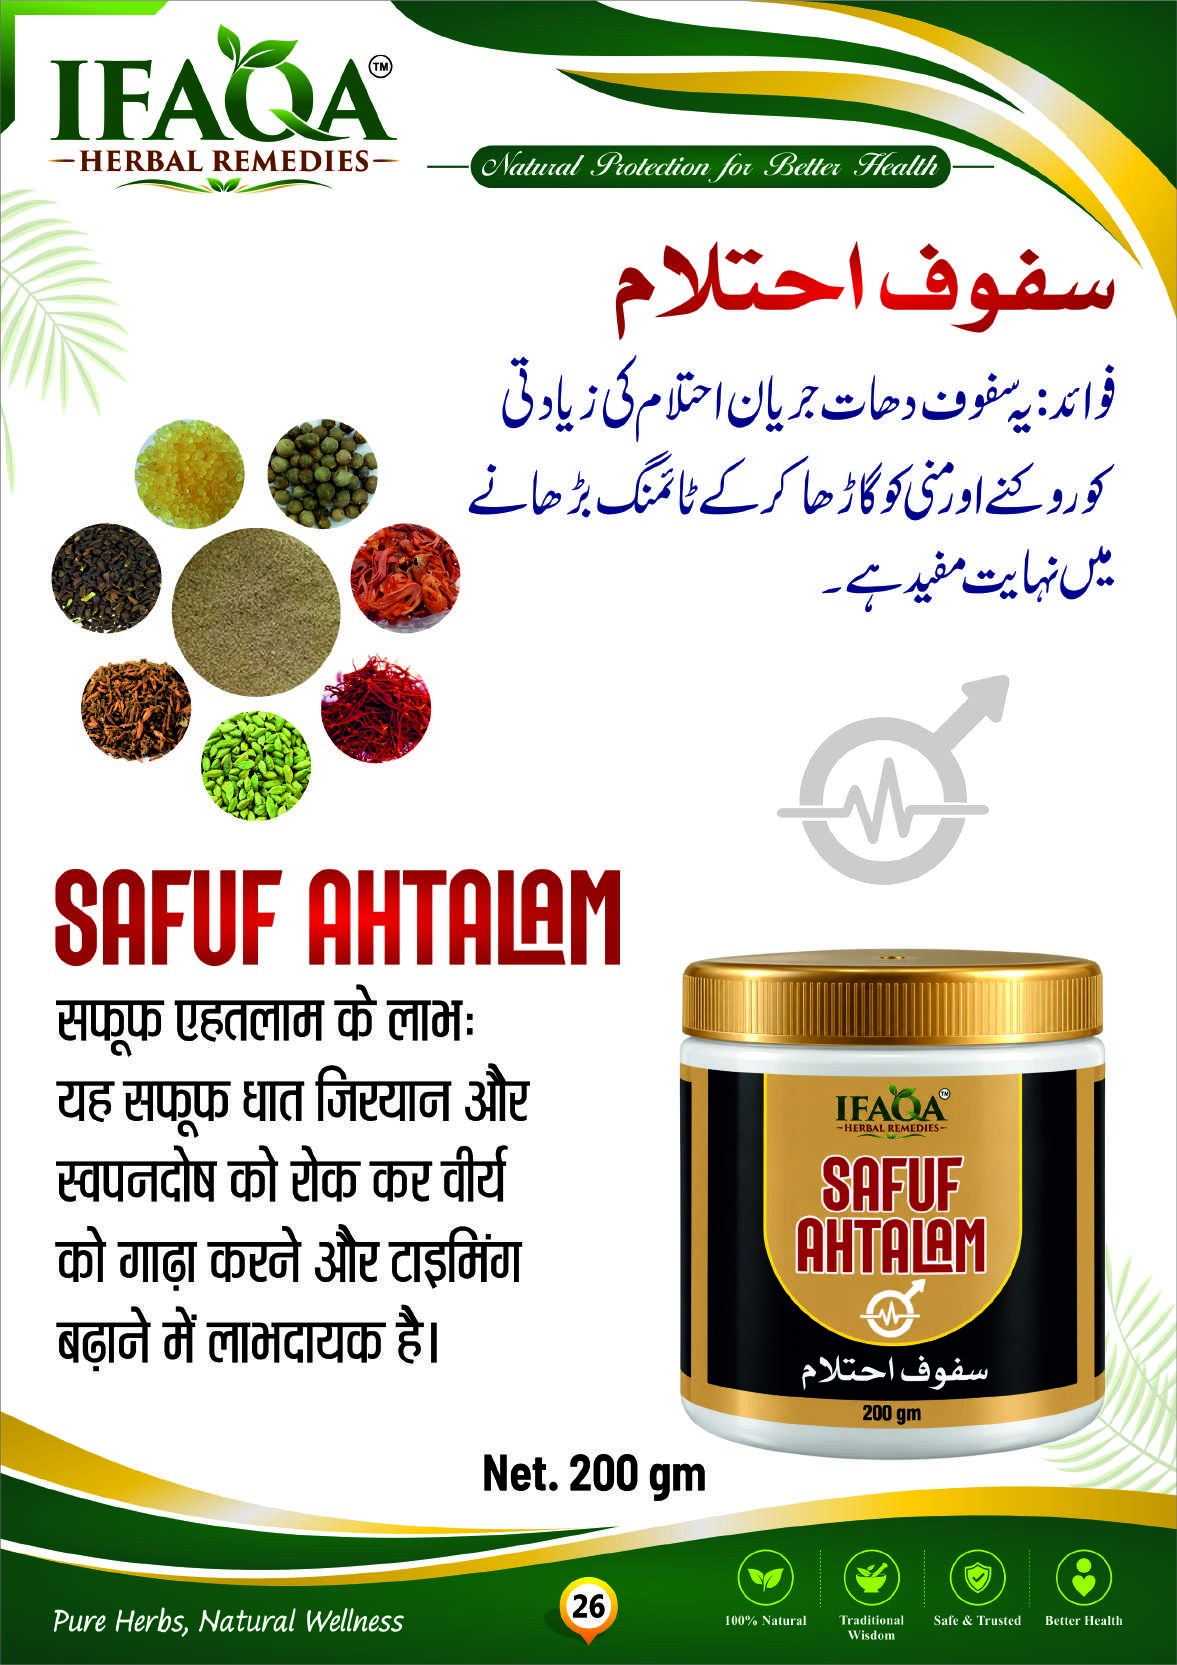 IFAQA™
HERBAL REMEDIES
Natural Protection for Better Health
سفوف احتلام
فوائد: یہ سفوف دھات جریان احتلام کی زیادتی
کو روکنے اور منی کو گاڑھا کر کے ٹائمنگ بڑھانے
میں نہایت مفید ہے۔
SAFUF AHTALAM
सफूफ एहतलाम के लाभः
यह सफूफ धात जिरयान और
स्वपनदोष को रोक कर वीर्य
को गाढ़ा करने और टाइमिंग
बढ़ाने में लाभदायक है।
IFAQA™
HERBAL REMEDIES
SAFUF
AHTALAM
سفوف احتلام
200 gm
Net. 200 gm
Pure Herbs, Natural Wellness
26
100% Natural
Traditional
Wisdom
Safe & Trusted
Better Health